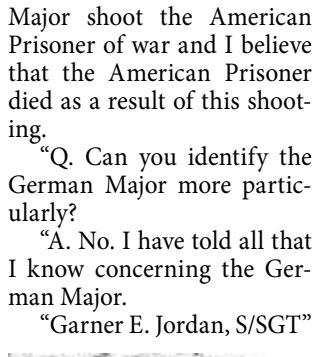 Major shoot the American
Prisoner of war and I believe
that the American Prisoner
died as a result of this shoot-
ing.
“Q. Can you identify the
German Major more partic-
ularly?
“A. No. I have told all that
I know concerning the Ger-
man Major.
“Garner E. Jordan, S/SGT”